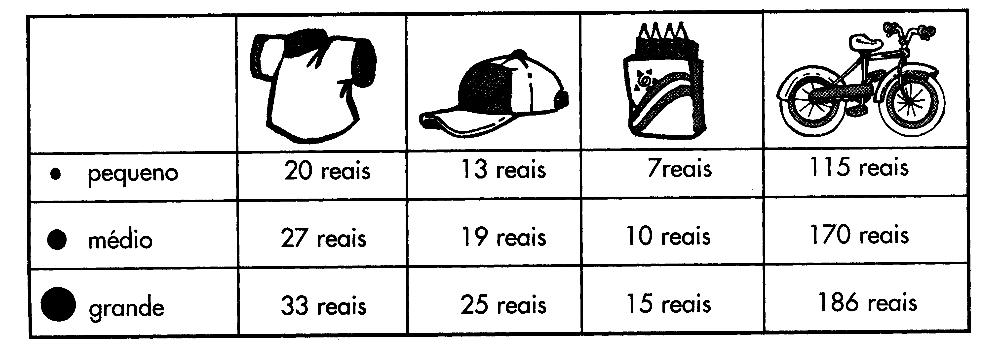 pequeno 20 reais 13 reais 7reais 115 reais
médio 27 reais 19 reais 10 reais 170 reais
grande 33 reais 25 reais 15 reais 186 reais